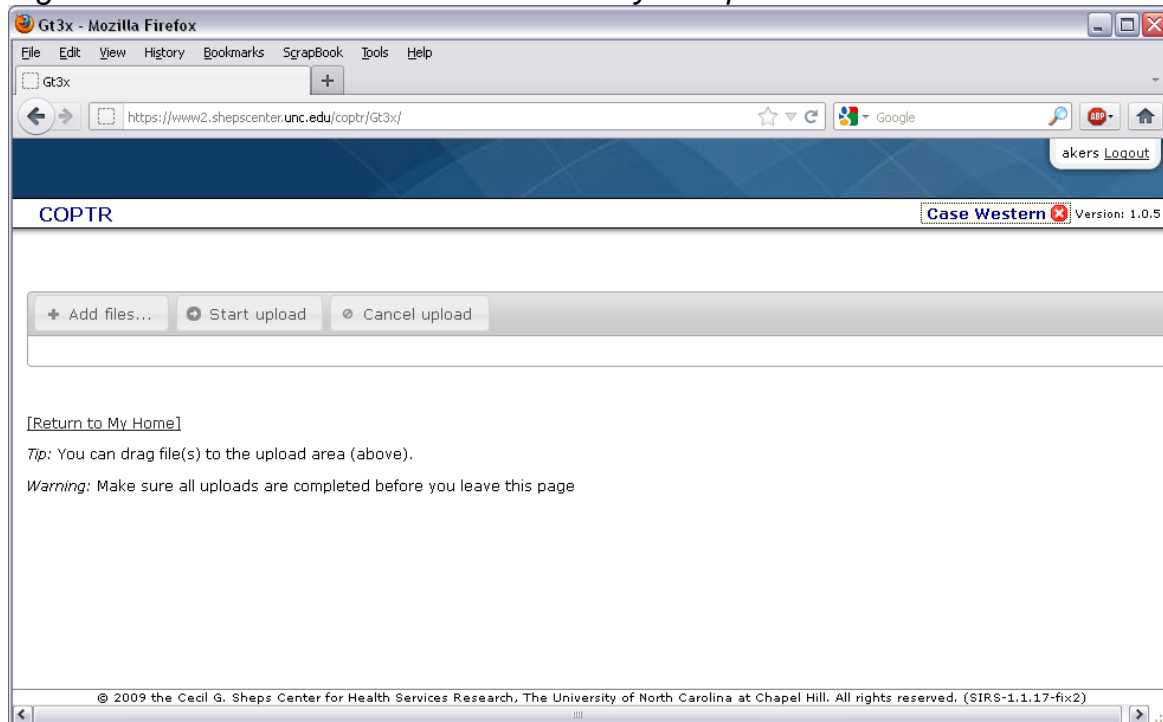 Gt3x - Mozilla Firefox
File Edit View History Bookmarks ScrapBook Tools Help
Gt3x +
https://www2.shepscenter.unc.edu/coptr/Gt3x/ Google ABP
akers Logout
COPTR Case Western Version: 1.0.5
+ Add files... Start upload Cancel upload
[Return to My Home]
Tip: You can drag file(s) to the upload area (above).
Warning: Make sure all uploads are completed before you leave this page
© 2009 the Cecil G. Sheps Center for Health Services Research, The University of North Carolina at Chapel Hill. All rights reserved. (SIRS-1.1.17-fix2)